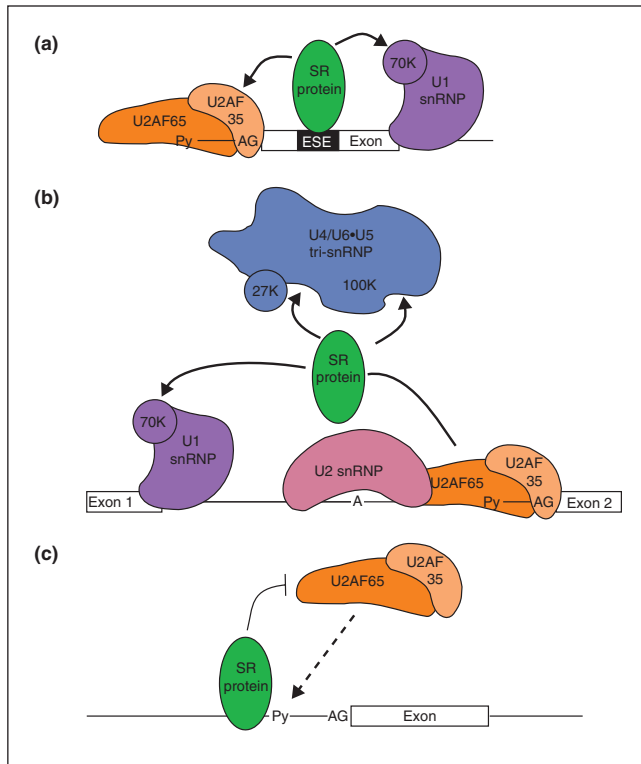 (a)
SR
protein
70K
U1
snRNP
U2AF
35
U2AF65
Py
AG
ESE
Exon
(b)
U4/U6•U5
tri-snRNP
27K
100K
SR
protein
70K
U1
snRNP
U2 snRNP
U2AF
35
U2AF65
Exon 1
A
Py
AG
Exon 2
(c)
U2AF
35
U2AF65
SR
protein
Py
AG
Exon